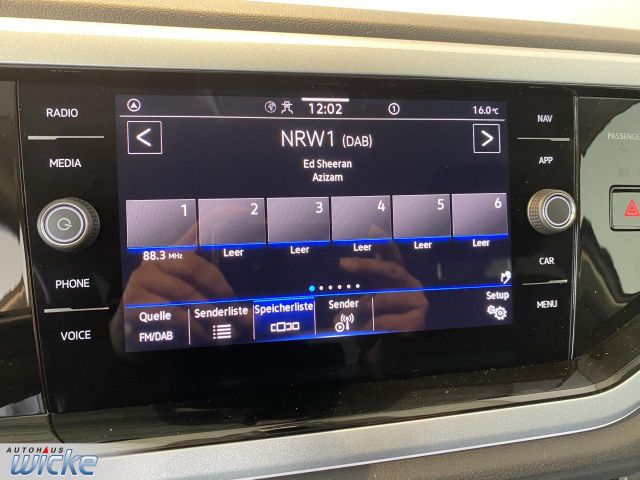 RADIO
MEDIA
PHONE
VOICE
12:02
1
16.0°C
NRW1 (DAB)
Ed Sheeran
Azizam
1 2 3 4 5 6
88.3 MHz Leer Leer Leer Leer Leer
Setup
Quelle Senderliste Speicherliste Sender
FM/DAB
NAV
APP
CAR
MENU
PASSENGER
AUTOHAUS
WICKE